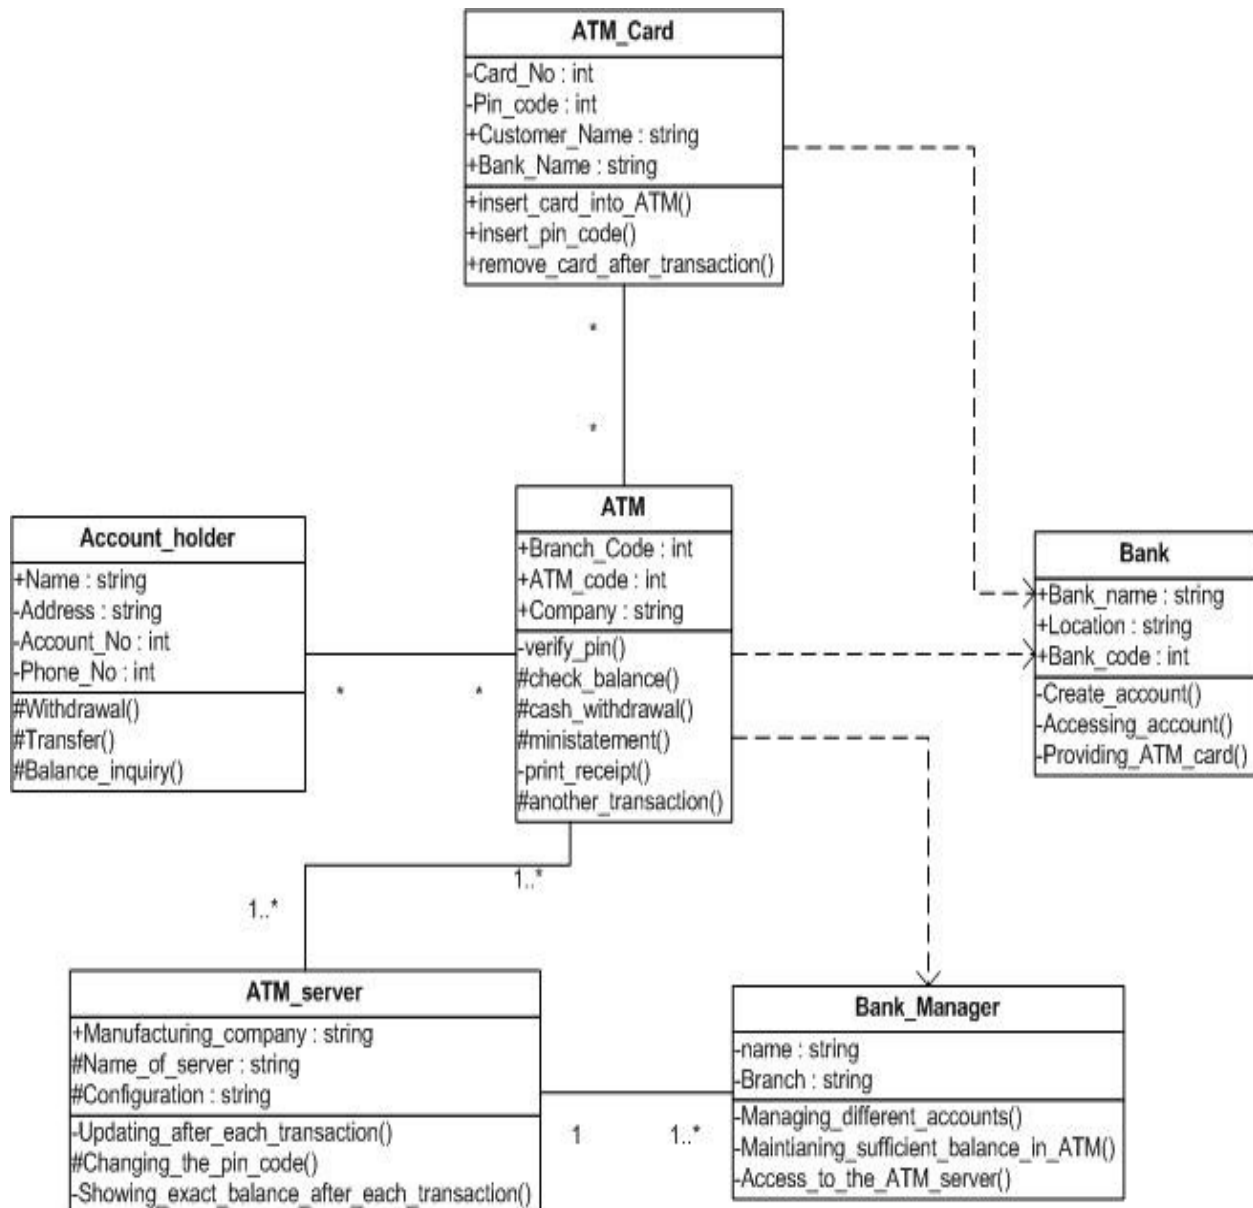 ATM_Card
-Card_No : int
-Pin_code : int
+Customer_Name : string
+Bank_Name : string
+insert_card_into_ATM()
+insert_pin_code()
+remove_card_after_transaction()
*
*
ATM
+Branch_Code : int
+ATM_code : int
+Company : string
-verify_pin()
#check_balance()
#cash_withdrawal()
#ministatement()
-print_receipt()
#another_transaction()
Account_holder
+Name : string
-Address : string
-Account_No : int
-Phone_No : int
#Withdrawal()
#Transfer()
#Balance_inquiry()
*
*
Bank
+Bank_name : string
+Location : string
+Bank_code : int
-Create_account()
-Accessing_account()
-Providing_ATM_card()
1..*
1..*
ATM_server
+Manufacturing_company : string
#Name_of_server : string
#Configuration : string
-Updating_after_each_transaction()
#Changing_the_pin_code()
-Showing_exact_balance_after_each_transaction()
1
1..*
Bank_Manager
-name : string
-Branch : string
-Managing_different_accounts()
-Maintianing_sufficient_balance_in_ATM()
-Access_to_the_ATM_server()